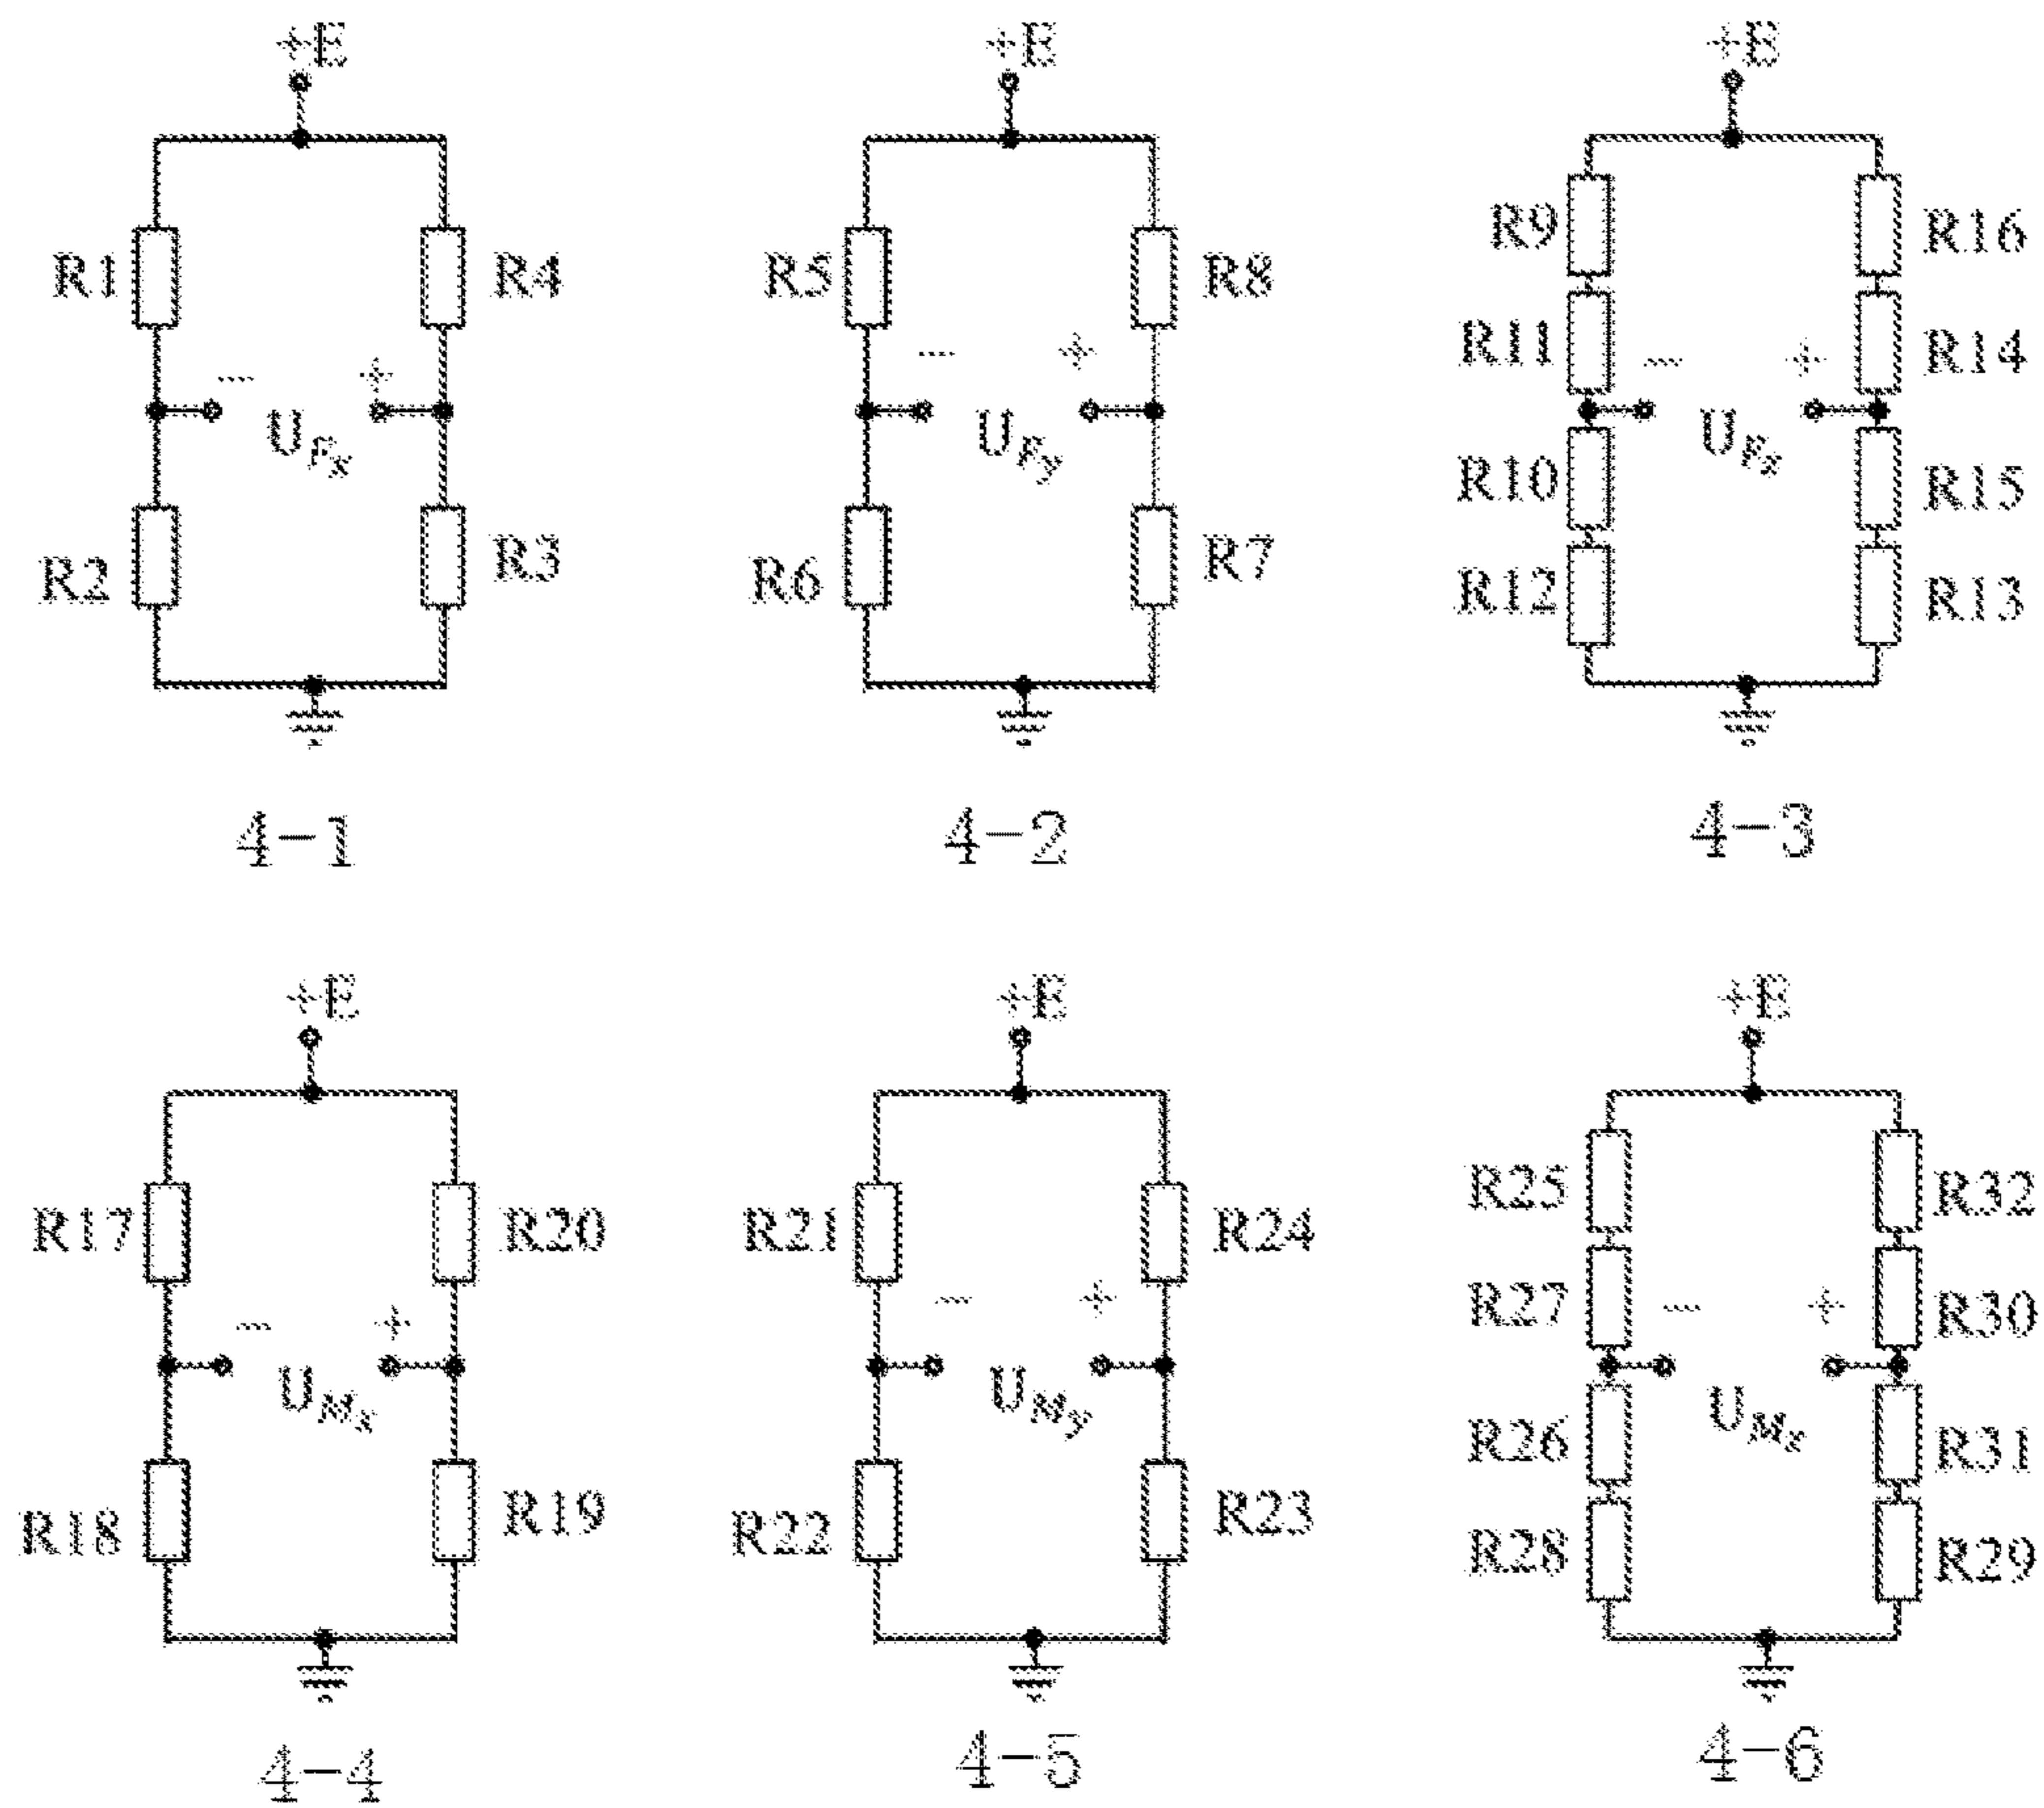 +E
R1
R4
− +
U_Fx
R2
R3
4-1
+E
R5
R8
− +
U_Fy
R6
R7
4-2
+E
R9
R16
R11
R14
− +
U_Fz
R10
R15
R12
R13
4-3
+E
R17
R20
− +
U_Mx
R18
R19
4-4
+E
R21
R24
− +
U_My
R22
R23
4-5
+E
R25
R32
R27
R30
− +
U_Mz
R26
R31
R28
R29
4-6